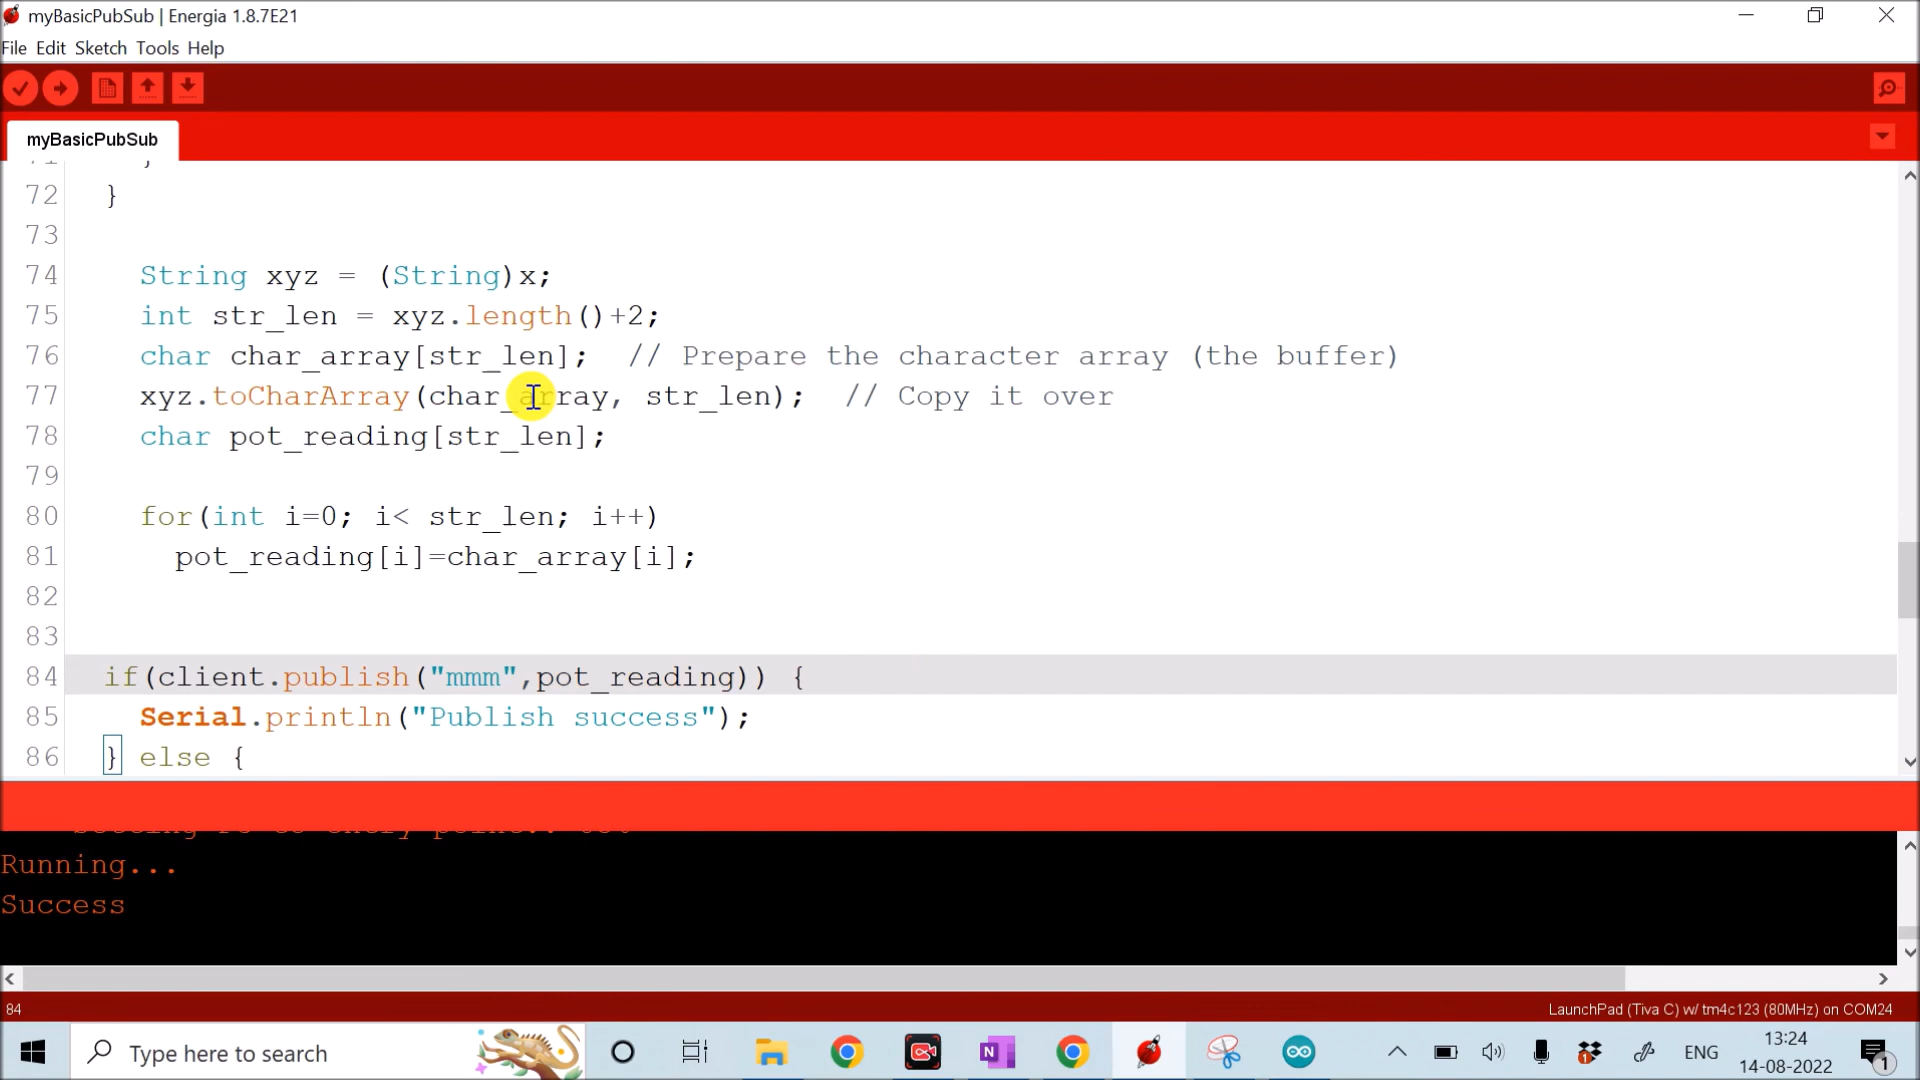 myBasicPubSub | Energia 1.8.7E21
File Edit Sketch Tools Help
myBasicPubSub
72 }
73
74 String xyz = (String)x;
75 int str_len = xyz.length()+2;
76 char char_array[str_len]; // Prepare the character array (the buffer)
77 xyz.toCharArray(char_array, str_len); // Copy it over
78 char pot_reading[str_len];
79
80 for(int i=0; i< str_len; i++)
81 pot_reading[i]=char_array[i];
82
83
84 if(client.publish("mmm",pot_reading)) {
85 Serial.println("Publish success");
86 } else {
Running...
Success
84
LaunchPad (Tiva C) w/ tm4c123 (80MHz) on COM24
Type here to search
ENG
13:24
14-08-2022
1
1